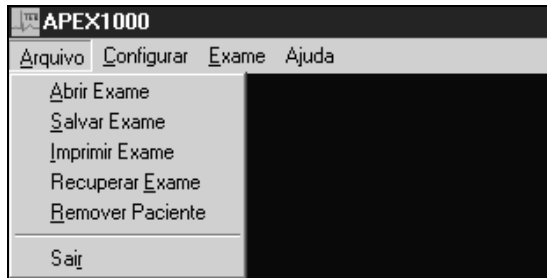 APEX1000
Arquivo Configurar Exame Ajuda
Abrir Exame
Salvar Exame
Imprimir Exame
Recuperar Exame
Remover Paciente
Sair